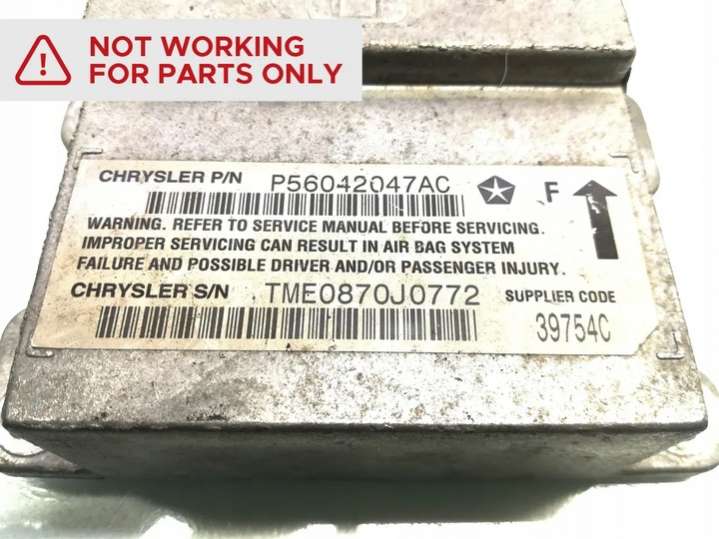 NOT WORKING
FOR PARTS ONLY
CHRYSLER P/N P56042047AC F
WARNING. REFER TO SERVICE MANUAL BEFORE SERVICING.
IMPROPER SERVICING CAN RESULT IN AIR BAG SYSTEM
FAILURE AND POSSIBLE DRIVER AND/OR PASSENGER INJURY.
CHRYSLER S/N TME0870J0772 SUPPLIER CODE
39754C